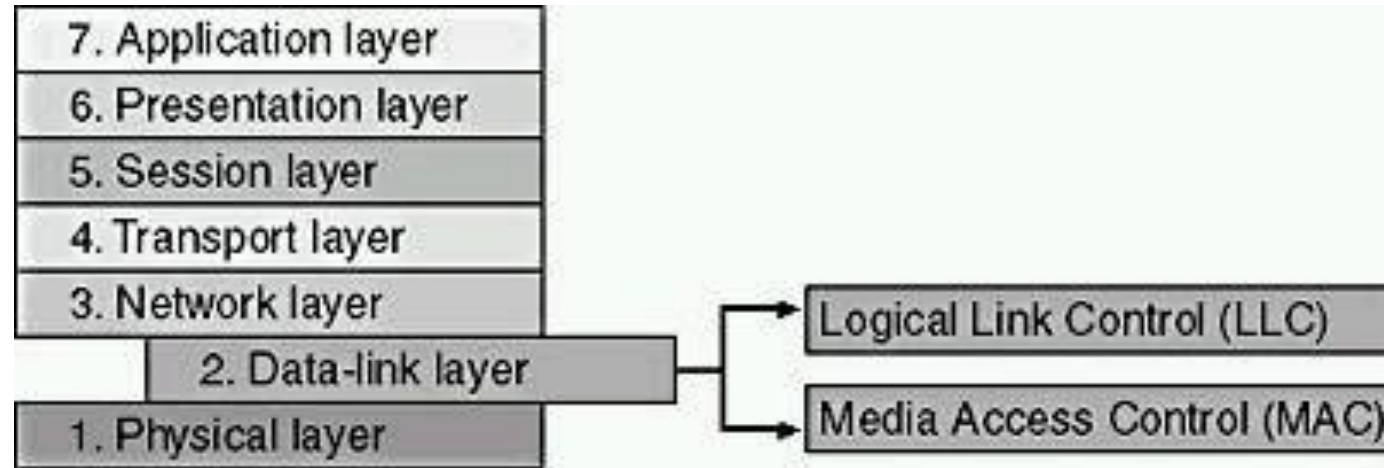 7. Application layer
6. Presentation layer
5. Session layer
4. Transport layer
3. Network layer
2. Data-link layer
1. Physical layer
Logical Link Control (LLC)
Media Access Control (MAC)